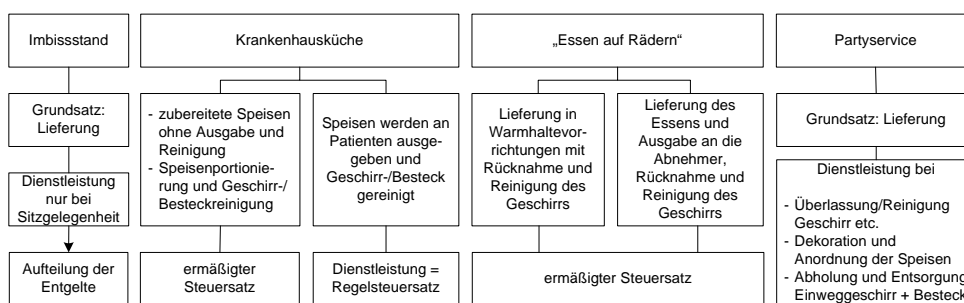 Imbissstand
Grundsatz:
Lieferung
Dienstleistung
nur bei
Sitzgelegenheit
Aufteilung der
Entgelte
Krankenhausküche
- zubereitete Speisen
ohne Ausgabe und
Reinigung
- Speisenportionie-
rung und Geschirr-/
Besteckreinigung
ermäßigter
Steuersatz
Speisen werden an
Patienten ausge-
geben und
Geschirr-/Besteck
gereinigt
Dienstleistung =
Regelsteuersatz
„Essen auf Rädern“
Lieferung in
Warmhaltevor-
richtungen mit
Rücknahme und
Reinigung des
Geschirrs
Lieferung des
Essens und
Ausgabe an die
Abnehmer,
Rücknahme und
Reinigung des
Geschirrs
ermäßigter Steuersatz
Partyservice
Grundsatz: Lieferung
Dienstleistung bei
- Überlassung/Reinigung
Geschirr etc.
- Dekoration und
Anordnung der Speisen
- Abholung und Entsorgung
Einweggeschirr + Besteck